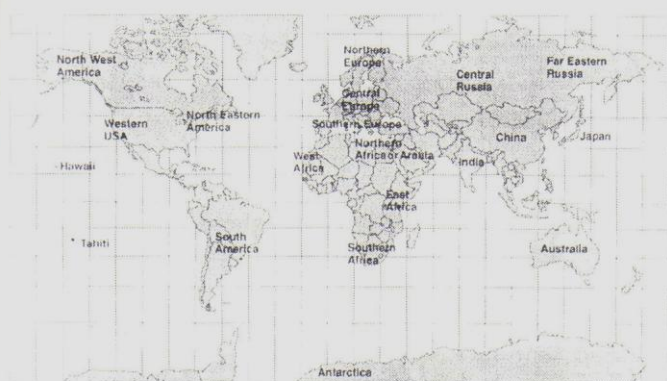 Northern
Europe
North West
America
Far Eastern
Russia
Central
Russia
Central
Europe
North Eastern
America
Western
USA
Southern Europe
China
Japan
West
Africa
Northern
Africa or Arabia
India
Hawaii
East
Africa
Tahiti
South
America
Southern
Africa
Australia
Antarctica